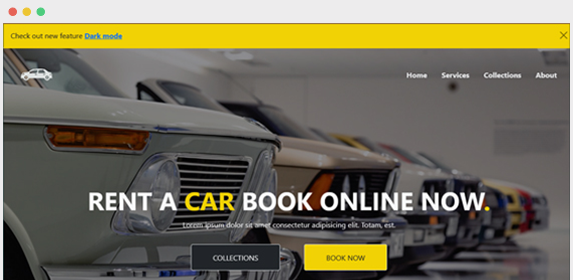 Check out new feature Dark mode
Home Services Collections About
RENT A CAR BOOK ONLINE NOW.
Lorem ipsum dolor sit amet consectetur adipisicing elit. Totam, est.
COLLECTIONS BOOK NOW